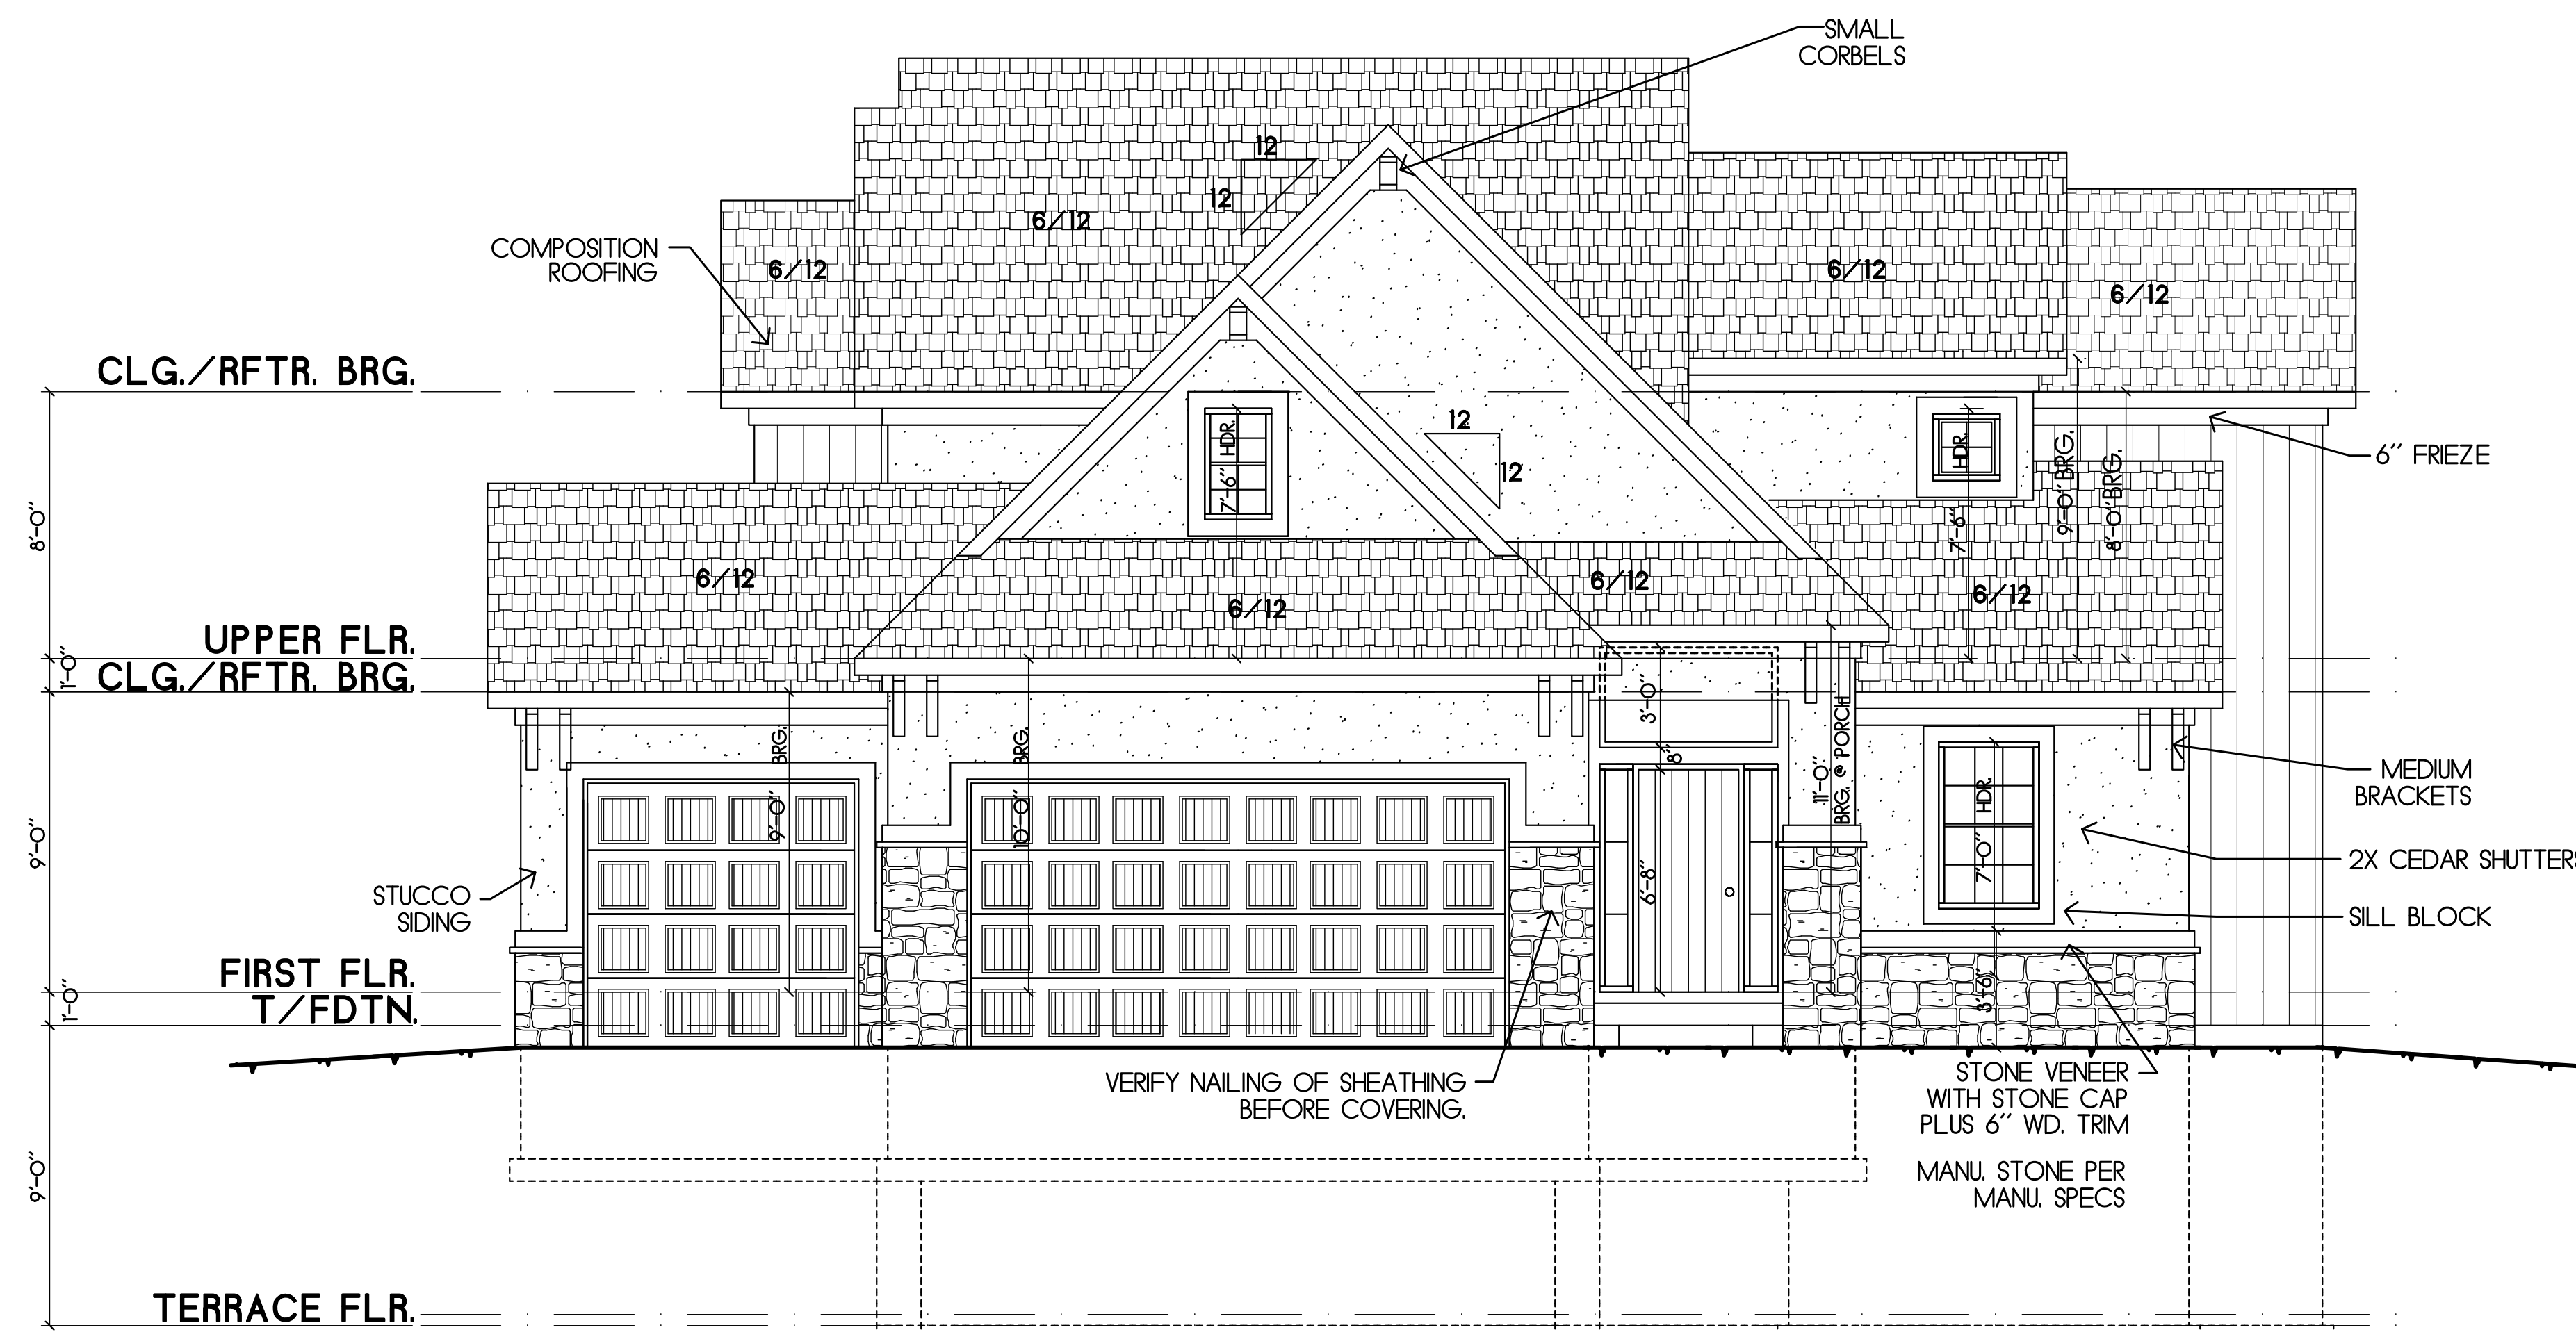 SMALL
CORBELS
12
12
6/12
COMPOSITION
ROOFING
6/12
6/12
6/12
CLG./RFTR. BRG.
12
12
7'-6" HDR.
HDR.
7'-6"
9'-0" BRG.
8'-0" BRG.
6" FRIEZE
8'-0"
6/12
6/12
6/12
6/12
UPPER FLR.
1'-0"
CLG./RFTR. BRG.
3'-0"
8"
9'-0" BRG.
10'-0" BRG.
11'-0"
BRG. @ PORCH
MEDIUM
BRACKETS
7'-0" HDR.
9'-0"
6'-8"
2X CEDAR SHUTTERS
STUCCO
SIDING
SILL BLOCK
FIRST FLR.
1'-0"
T/FDTN.
3'-6"
VERIFY NAILING OF SHEATHING
BEFORE COVERING.
STONE VENEER
WITH STONE CAP
PLUS 6" WD. TRIM
MANU. STONE PER
MANU. SPECS
9'-0"
TERRACE FLR.